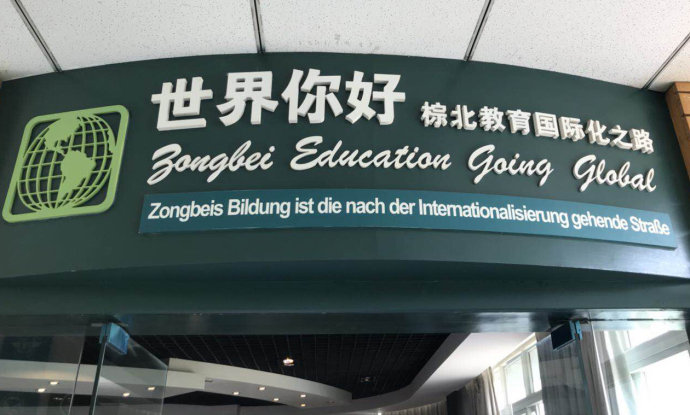 世界你好 棕北教育国际化之路
Zongbei Education Going Global
Zongbeis Bildung ist die nach der Internationalisierung gehende Straße